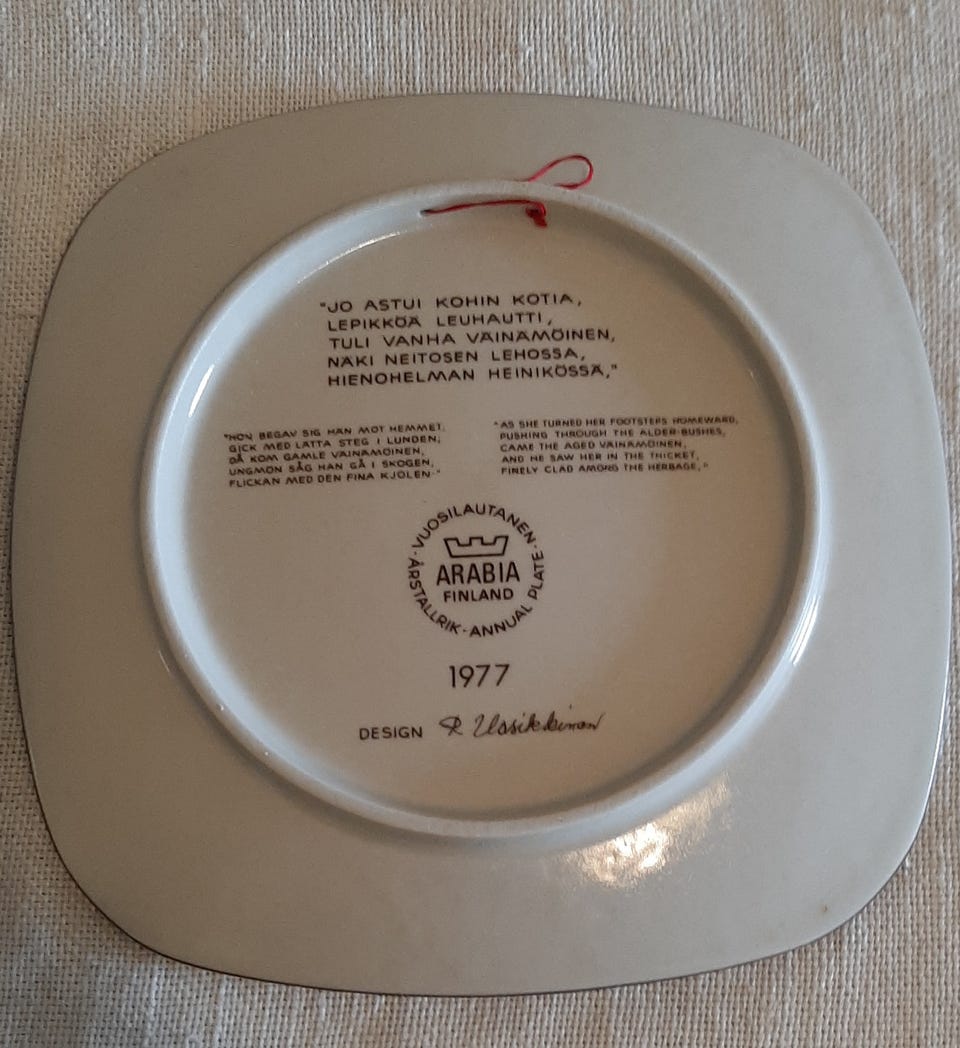 "JO ASTUI KOHIN KOTIA,
LEPIKKÖÄ LEUHAUTTI,
TULI VANHA VÄINÄMÖINEN,
NÄKI NEITOSEN LEHOSSA,
HIENOHELMAN HEINIKÖSSÄ,"
"HON BEGAV SIG HÄN MOT HEMMET,
GICK MED LÄTTA STEG I LUNDEN;
DÅ KOM GAMLE VÄINÄMÖINEN,
UNGMÖN SÅG HAN GÅ I SKOGEN,
FLICKAN MED DEN FINA KJOLEN."
"AS SHE TURNED HER FOOTSTEPS HOMEWARD,
PUSHING THROUGH THE ALDER-BUSHES,
CAME THE AGED VÄINÄMÖINEN,
AND HE SAW HER IN THE THICKET,
FINELY CLAD AMONG THE HERBAGE,"
VUOSILAUTANEN · ANNUAL PLATE · ÅRSTALLRIK ·
ARABIA
FINLAND
1977
DESIGN R Uosikkinen